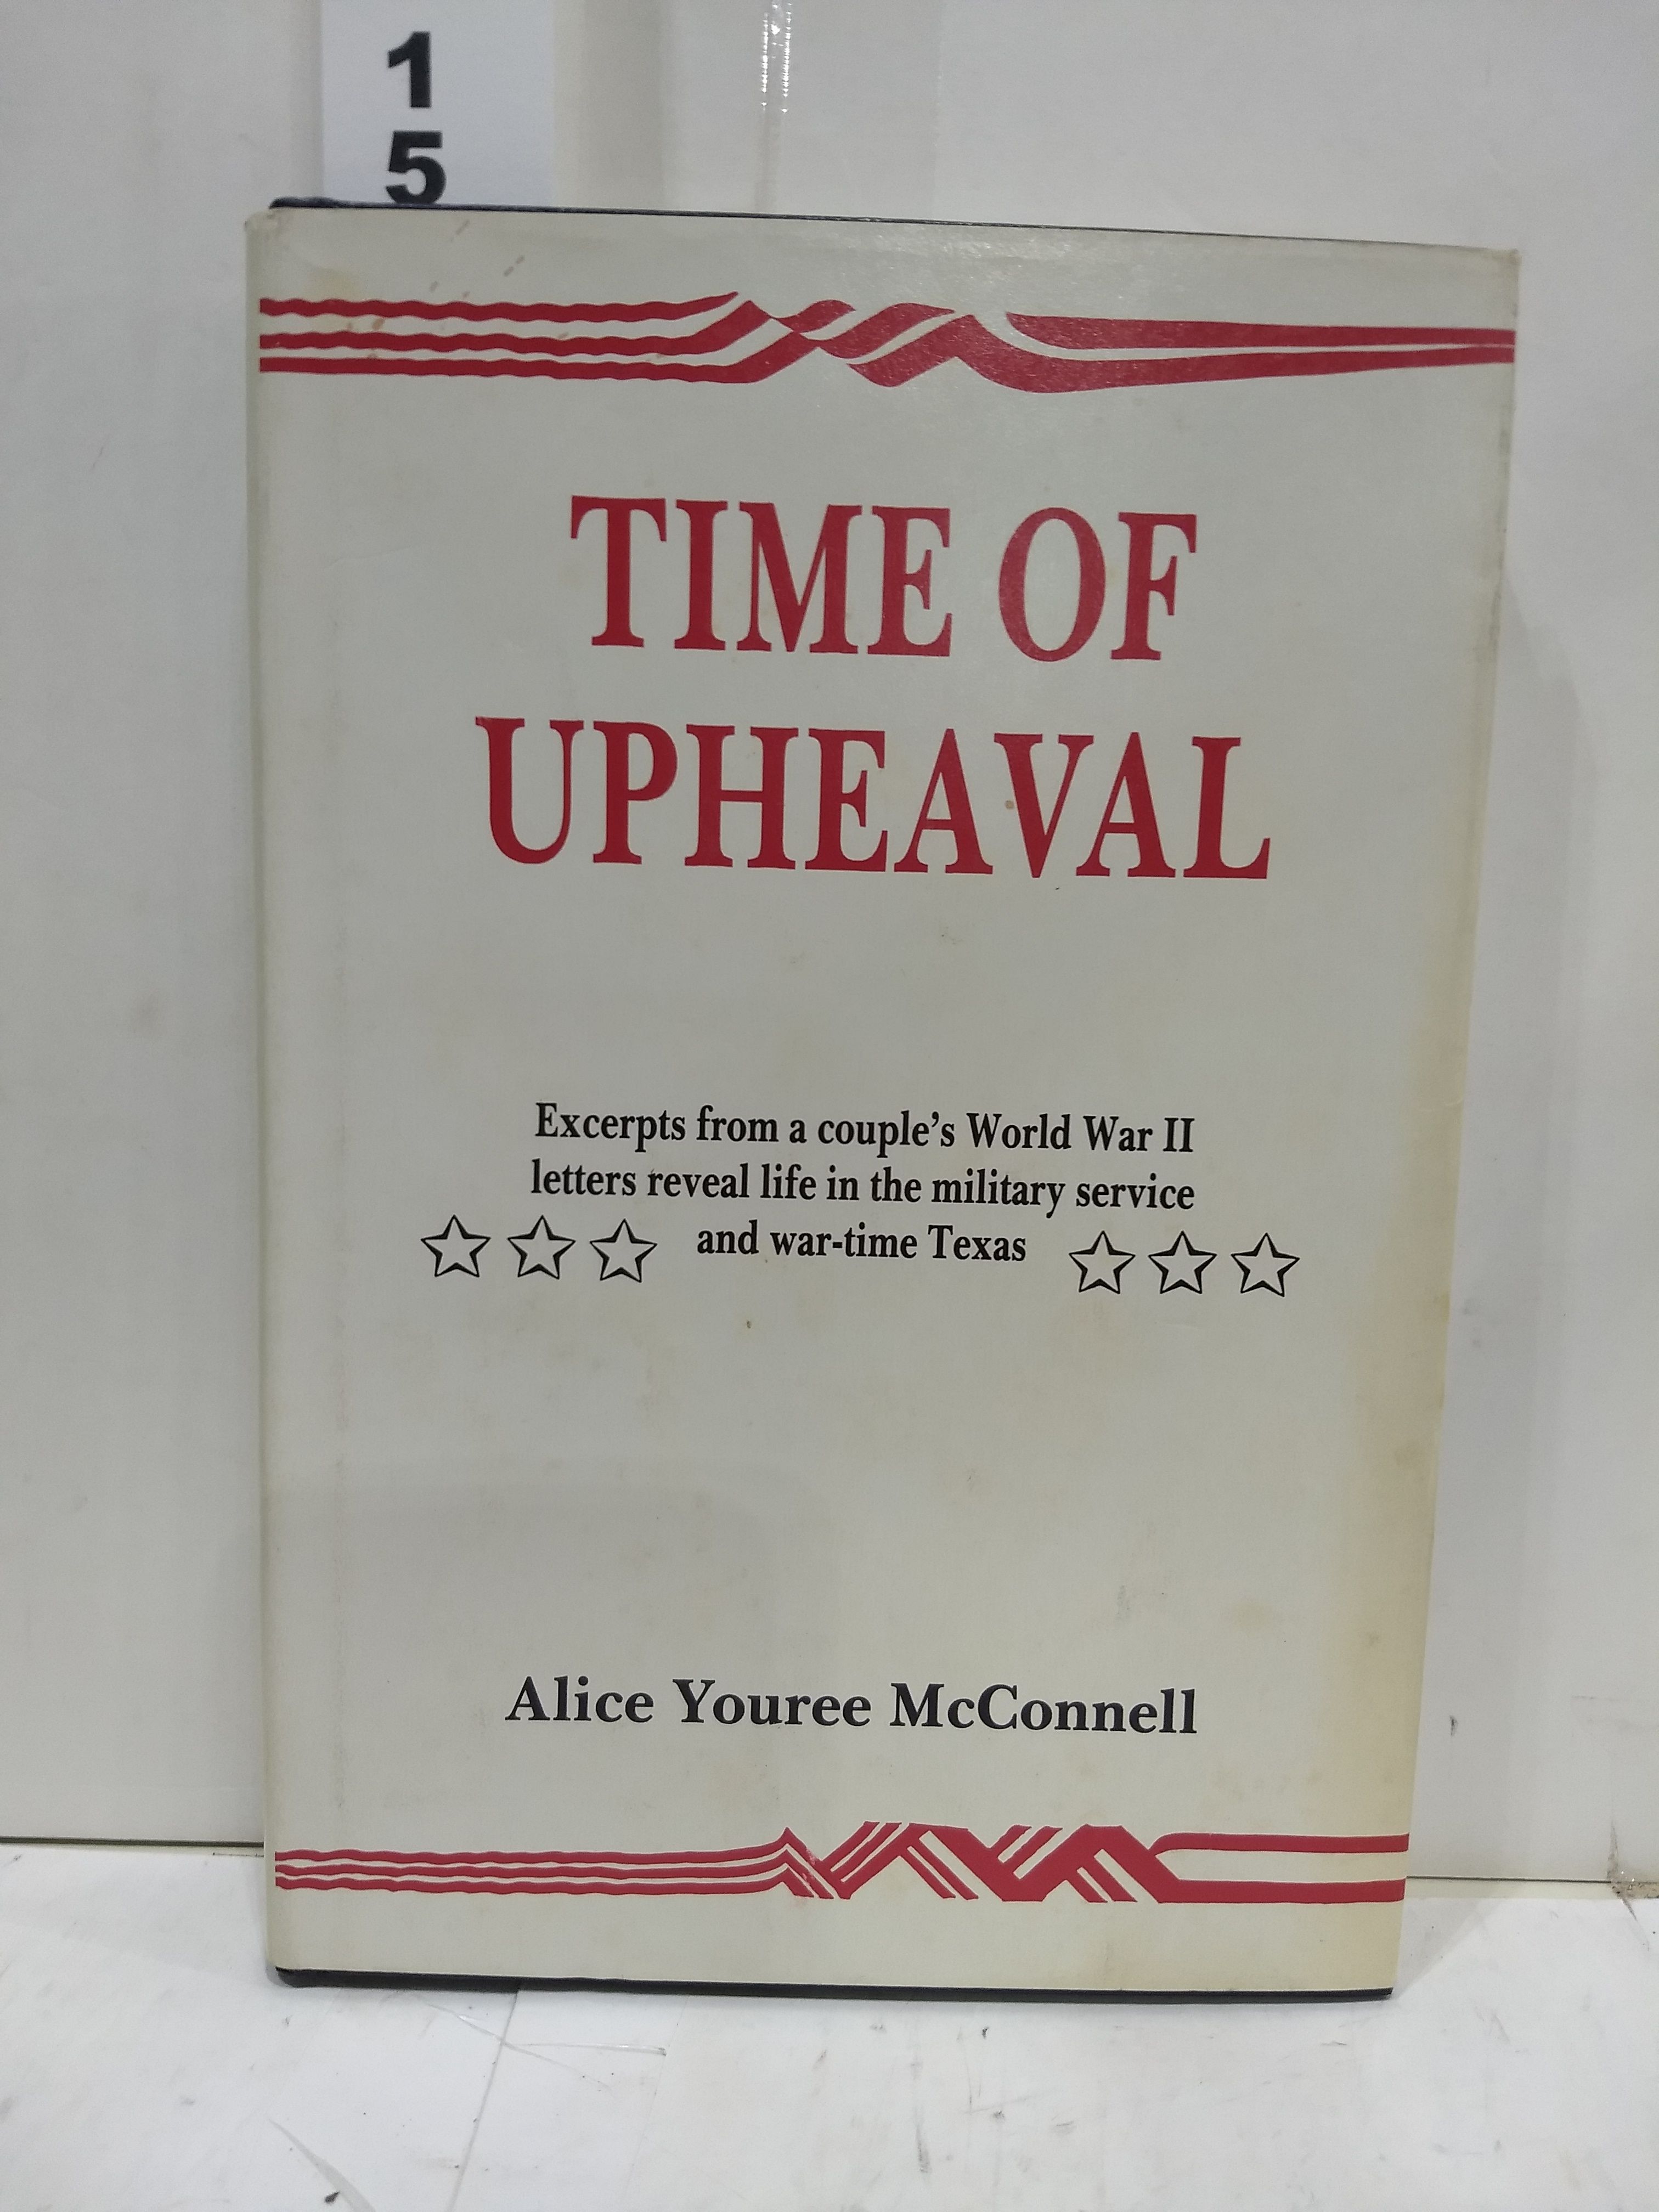 1
5
TIME OF
UPHEAVAL
Excerpts from a couple's World War II
letters reveal life in the military service
and war-time Texas
Alice Youree McConnell